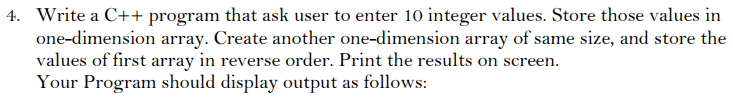 4. Write a C++ program that ask user to enter 10 integer values. Store those values in
one-dimension array. Create another one-dimension array of same size, and store the
values of first array in reverse order. Print the results on screen.
Your Program should display output as follows: